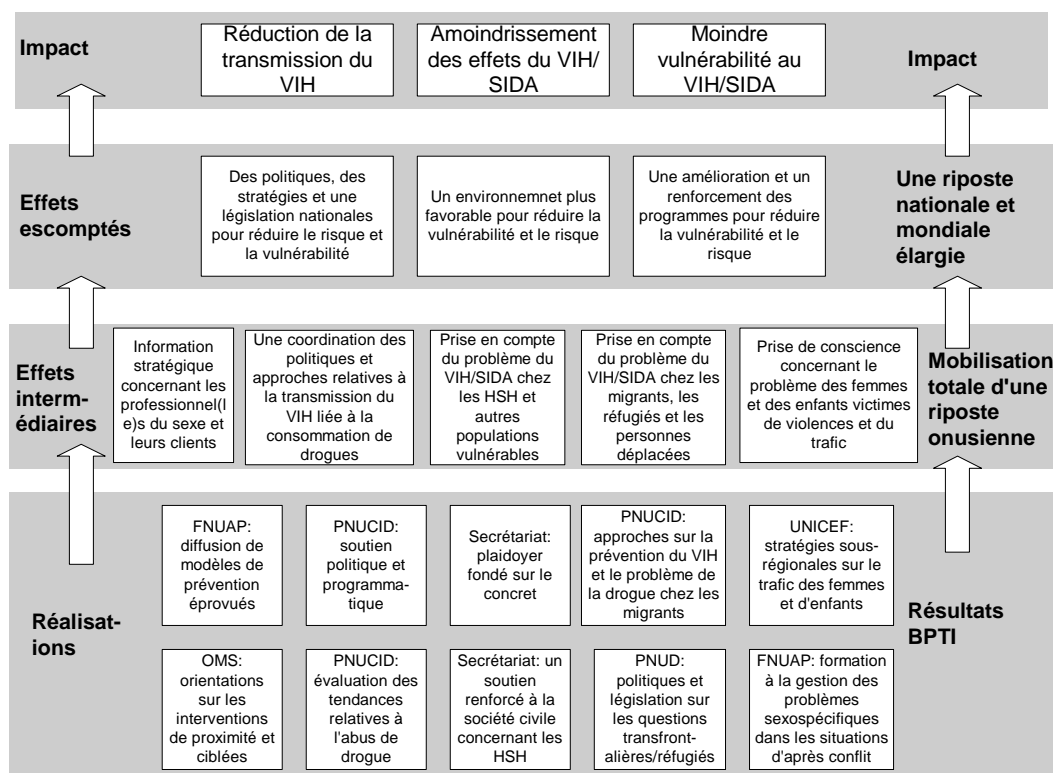 Impact
Réduction de la
transmission du
VIH
Amoindrissement
des effets du VIH/
SIDA
Moindre
vulnérabilité au
VIH/SIDA
Impact
Effets
escomptés
Des politiques, des
stratégies et une
législation nationales
pour réduire le risque et
la vulnérabilité
Un environnemnet plus
favorable pour réduire la
vulnérabilité et le risque
Une amélioration et un
renforcement des
programmes pour réduire
la vulnérabilité et le
risque
Une riposte
nationale et
mondiale
élargie
Effets
interm-
édiaires
Information
stratégique
concernant les
professionnel(l
e)s du sexe et
leurs clients
Une coordination des
politiques et
approches relatives à
la transmission du
VIH liée à la
consommation de
drogues
Prise en compte
du problème du
VIH/SIDA chez
les HSH et
autres
populations
vulnérables
Prise en compte
du problème du
VIH/SIDA chez les
migrants, les
réfugiés et les
personnes
déplacées
Prise de conscience
concernant le
problème des femmes
et des enfants victimes
de violences et du
trafic
Mobilisation
totale d'une
riposte
onusienne
Réalisat-
ions
FNUAP:
diffusion de
modèles de
prévention
éprovués
PNUCID:
soutien
politique et
programma-
tique
Secrétariat:
plaidoyer
fondé sur le
concret
PNUCID:
approches sur la
prévention du VIH
et le problème de
la drogue chez les
migrants
UNICEF:
stratégies sous-
régionales sur le
trafic des femmes
et d'enfants
Résultats
BPTI
OMS:
orientations
sur les
interventions
de proximité et
ciblées
PNUCID:
évaluation des
tendances
relatives à
l'abus de
drogue
Secrétariat: un
soutien
renforcé à la
société civile
concernant les
HSH
PNUD:
politiques et
législation sur
les questions
transfront-
alières/réfugiés
FNUAP: formation
à la gestion des
problèmes
sexospécifiques
dans les situations
d'après conflit